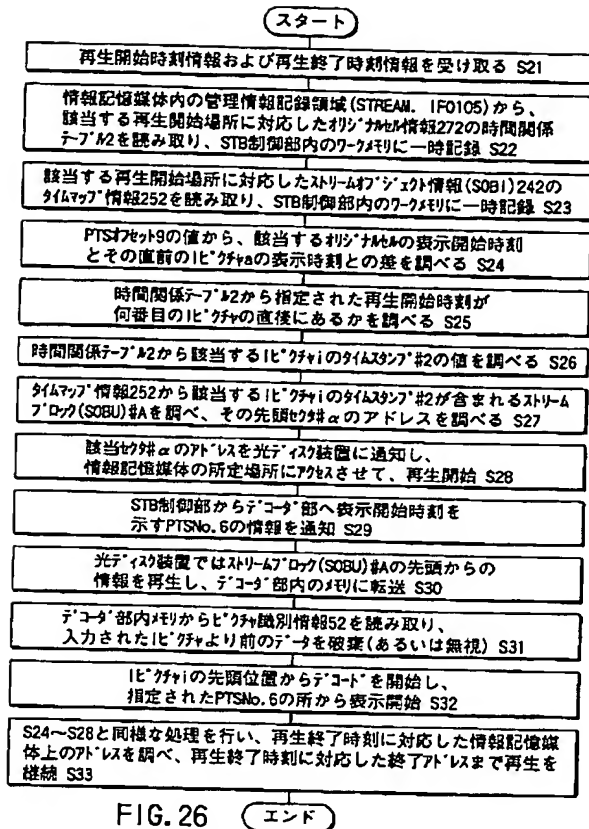 スタート
再生開始時刻情報および再生終了時刻情報を受け取る S21
情報記憶媒体内の管理情報記録領域(STREAM. IFO105)から、
該当する再生開始場所に対応したオリジナルセル情報272の時間関係
テーブル2を読み取り、STB制御部内のワークメモリに一時記録 S22
該当する再生開始場所に対応したストリームオブジェクト情報(SOBI)242の
タイムマップ情報252を読み取り、STB制御部内のワークメモリに一時記録 S23
PTSオフセット9の値から、該当するオリジナルセルの表示開始時刻
とその直前のIピクチャaの表示時刻との差を調べる S24
時間関係テーブル2から指定された再生開始時刻が
何番目のIピクチャの直後にあるかを調べる S25
時間関係テーブル2から該当するIピクチャiのタイムスタンプ#2の値を調べる S26
タイムマップ情報252から該当するIピクチャiのタイムスタンプ#2が含まれるストリーム
ブロック(SOBU)#Aを調べ、その先頭セクタ#αのアドレスを調べる S27
該当セクタ#αのアドレスを光ディスク装置に通知し、
情報記憶媒体の所定場所にアクセスさせて、再生開始 S28
STB制御部からデコーダ部へ表示開始時刻を
示すPTSNo.6の情報を通知 S29
光ディスク装置ではストリームブロック(SOBU)#Aの先頭からの
情報を再生し、デコーダ部内のメモリに転送 S30
デコーダ部内メモリからピクチャ識別情報52を読み取り、
入力されたIピクチャより前のデータを破棄(あるいは無視) S31
Iピクチャiの先頭位置からデコードを開始し、
指定されたPTSNo.6の所から表示開始 S32
S24～S28と同様な処理を行い、再生終了時刻に対応した情報記憶媒
体上のアドレスを調べ、再生終了時刻に対応した終了アドレスまで再生を
継続 S33
FIG. 26 エンド